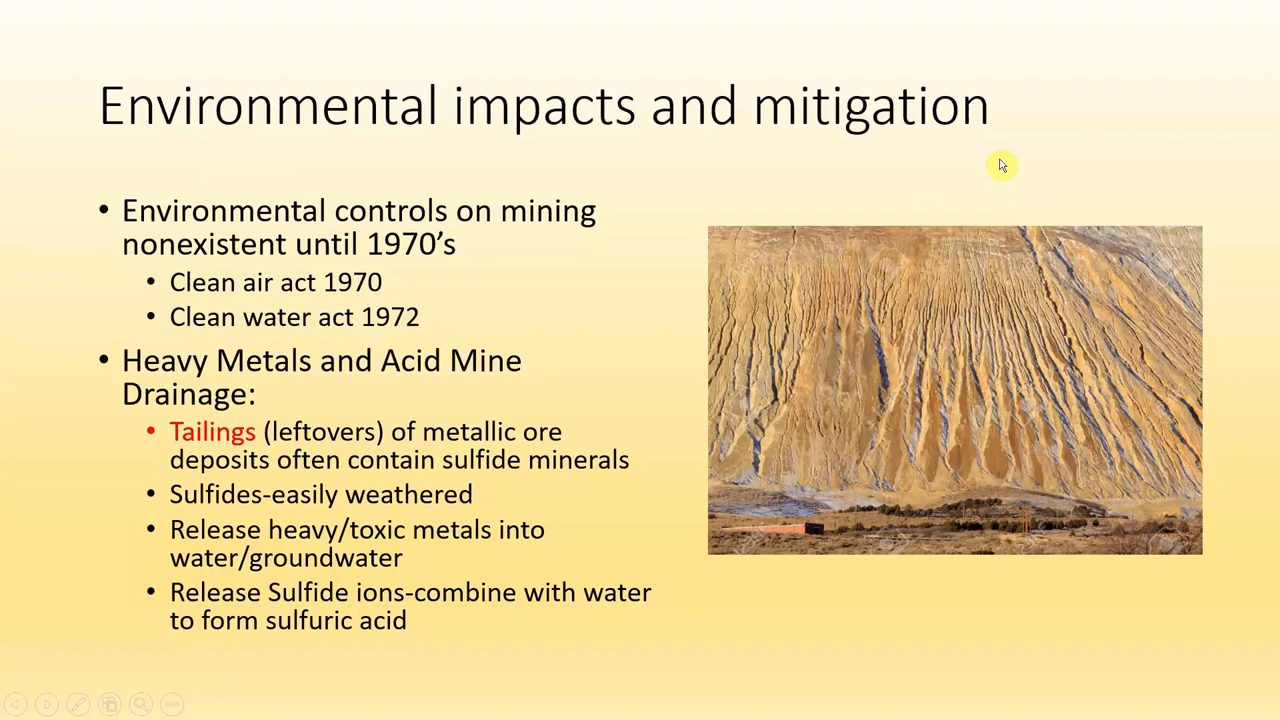 Environmental impacts and mitigation
• Environmental controls on mining
nonexistent until 1970’s
• Clean air act 1970
• Clean water act 1972
• Heavy Metals and Acid Mine
Drainage:
• Tailings (leftovers) of metallic ore
deposits often contain sulfide minerals
• Sulfides-easily weathered
• Release heavy/toxic metals into
water/groundwater
• Release Sulfide ions-combine with water
to form sulfuric acid